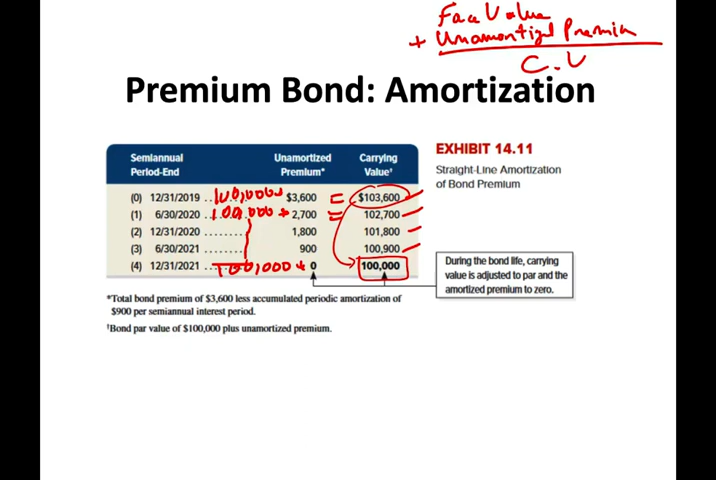 Face Value
+ Unamortized Premium
C.V
Premium Bond: Amortization
Semiannual Period-End Unamortized Premium* Carrying Value†
(0) 12/31/2019 .. 100,000 + $3,600 = $103,600
(1) 6/30/2020 .. 100,000 + 2,700 = 102,700
(2) 12/31/2020 ........ 1,800 101,800
(3) 6/30/2021 ........ 900 100,900
(4) 12/31/2021 .. 100,000 + 0 100,000
EXHIBIT 14.11
Straight-Line Amortization
of Bond Premium
During the bond life, carrying
value is adjusted to par and the
amortized premium to zero.
*Total bond premium of $3,600 less accumulated periodic amortization of
$900 per semiannual interest period.
†Bond par value of $100,000 plus unamortized premium.